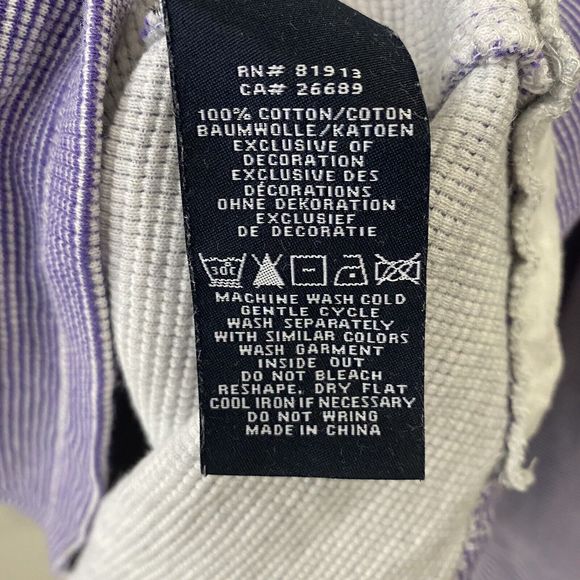 RN# 81913
CA# 26689
100% COTTON/COTON
BAUMWOLLE/KATOEN
EXCLUSIVE OF
DECORATION
EXCLUSIVE DES
DÉCORATIONS
OHNE DEKORATION
EXCLUSIEF
DE DECORATIE
30°C
MACHINE WASH COLD
GENTLE CYCLE
WASH SEPARATELY
WITH SIMILAR COLORS
WASH GARMENT
INSIDE OUT
DO NOT BLEACH
RESHAPE, DRY FLAT
COOL IRON IF NECESSARY
DO NOT WRING
MADE IN CHINA